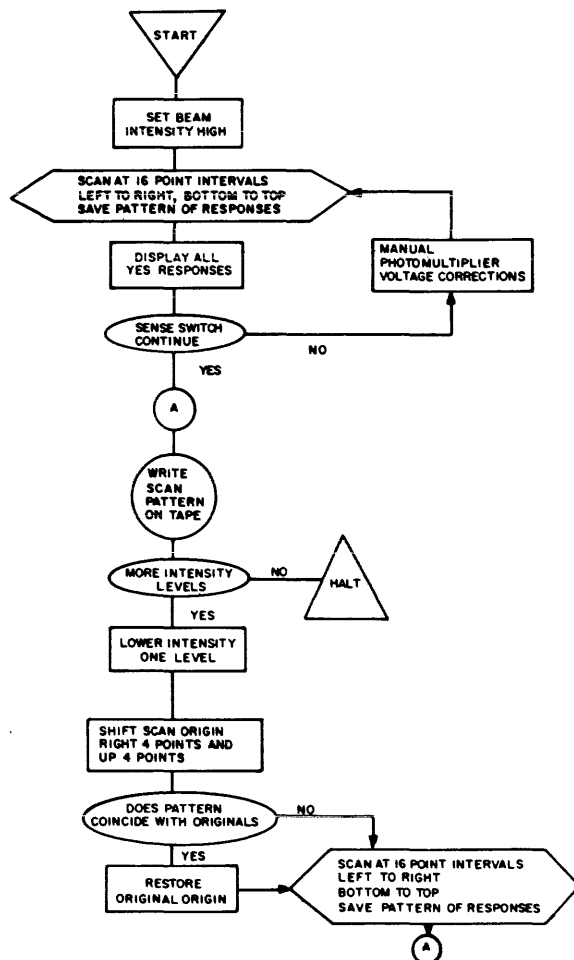 START
SET BEAM
INTENSITY HIGH
SCAN AT 16 POINT INTERVALS
LEFT TO RIGHT, BOTTOM TO TOP
SAVE PATTERN OF RESPONSES
DISPLAY ALL
YES RESPONSES
MANUAL
PHOTOMULTIPLIER
VOLTAGE CORRECTIONS
SENSE SWITCH
CONTINUE
NO
YES
A
WRITE
SCAN
PATTERN
ON TAPE
MORE INTENSITY
LEVELS
NO
HALT
YES
LOWER INTENSITY
ONE LEVEL
SHIFT SCAN ORIGIN
RIGHT 4 POINTS AND
UP 4 POINTS
DOES PATTERN
COINCIDE WITH ORIGINALS
NO
YES
RESTORE
ORIGINAL ORIGIN
SCAN AT 16 POINT INTERVALS
LEFT TO RIGHT
BOTTOM TO TOP
SAVE PATTERN OF RESPONSES
A